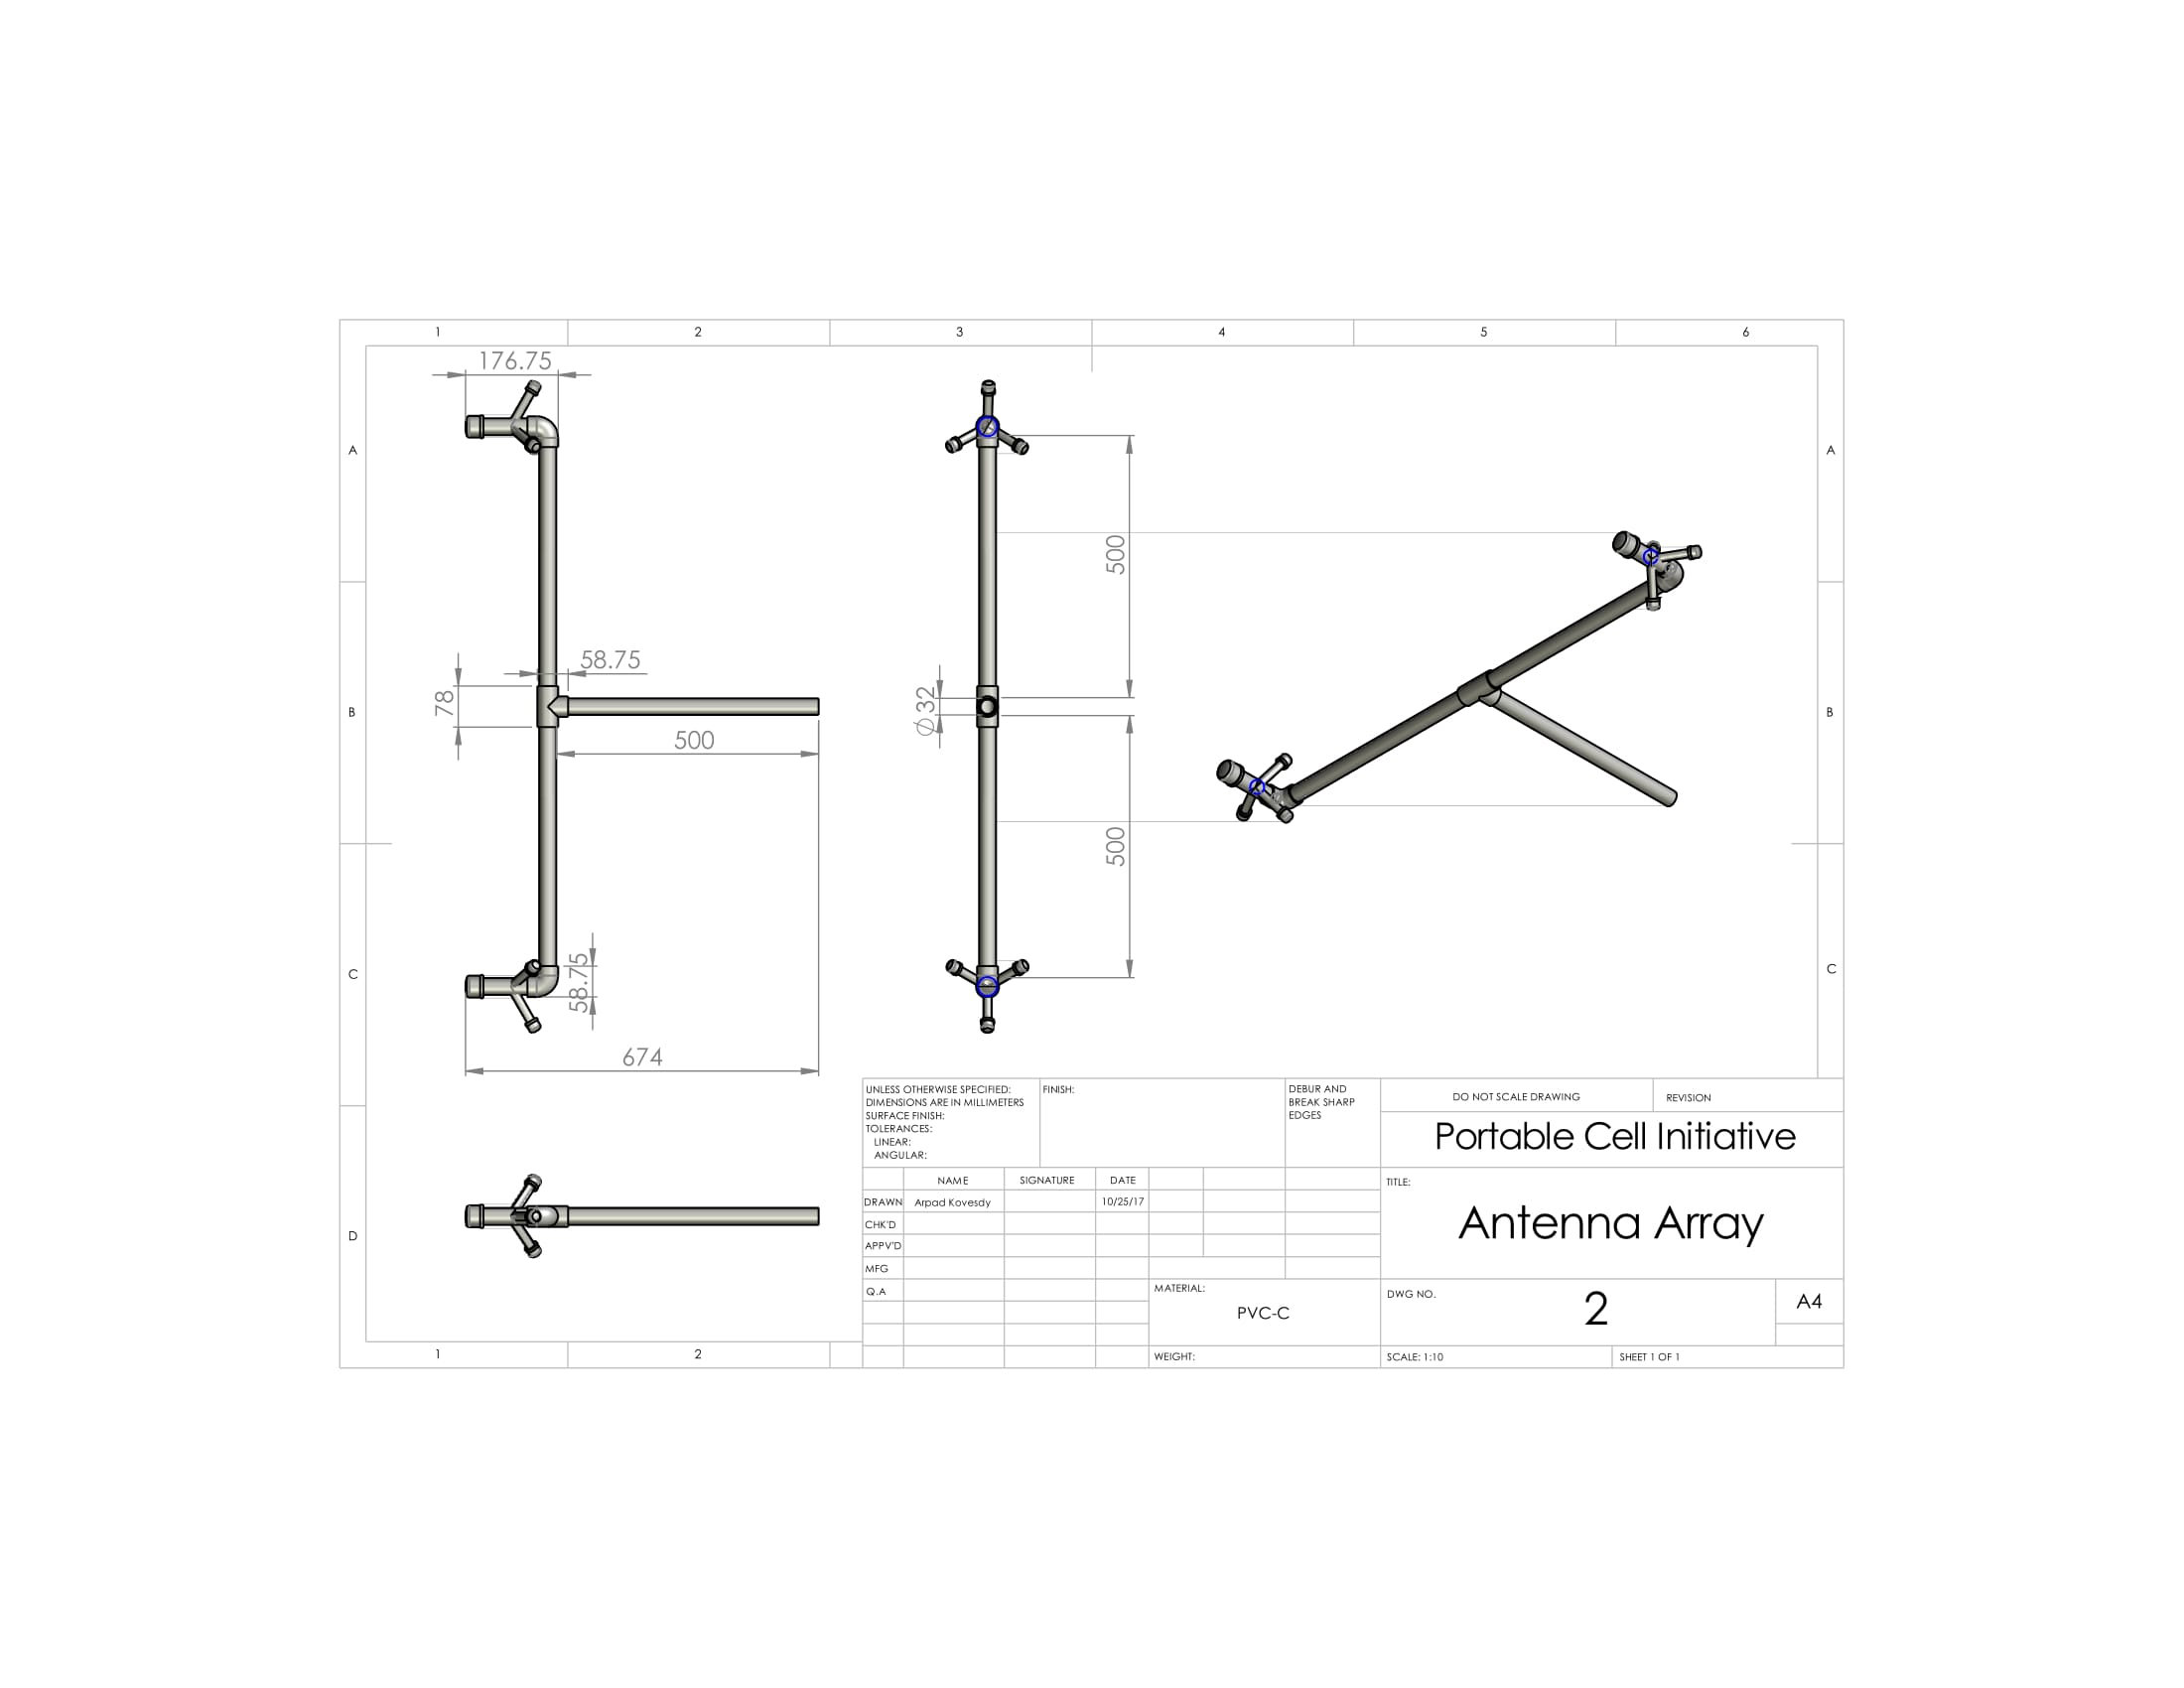 1 2 3 4 5 6
176.75
A A
500
58.75
78
B Ø32 B
500
500
58.75
C C
674
UNLESS OTHERWISE SPECIFIED:
DIMENSIONS ARE IN MILLIMETERS
SURFACE FINISH:
TOLERANCES:
LINEAR:
ANGULAR:
FINISH:
DEBUR AND
BREAK SHARP
EDGES
DO NOT SCALE DRAWING
REVISION
Portable Cell Initiative
NAME SIGNATURE DATE
DRAWN Arpad Kovesdy 10/25/17
CHK'D
APPV'D
MFG
Q.A
TITLE:
Antenna Array
D
MATERIAL:
PVC-C
DWG NO.
2
A4
WEIGHT:
SCALE: 1:10
SHEET 1 OF 1
1 2